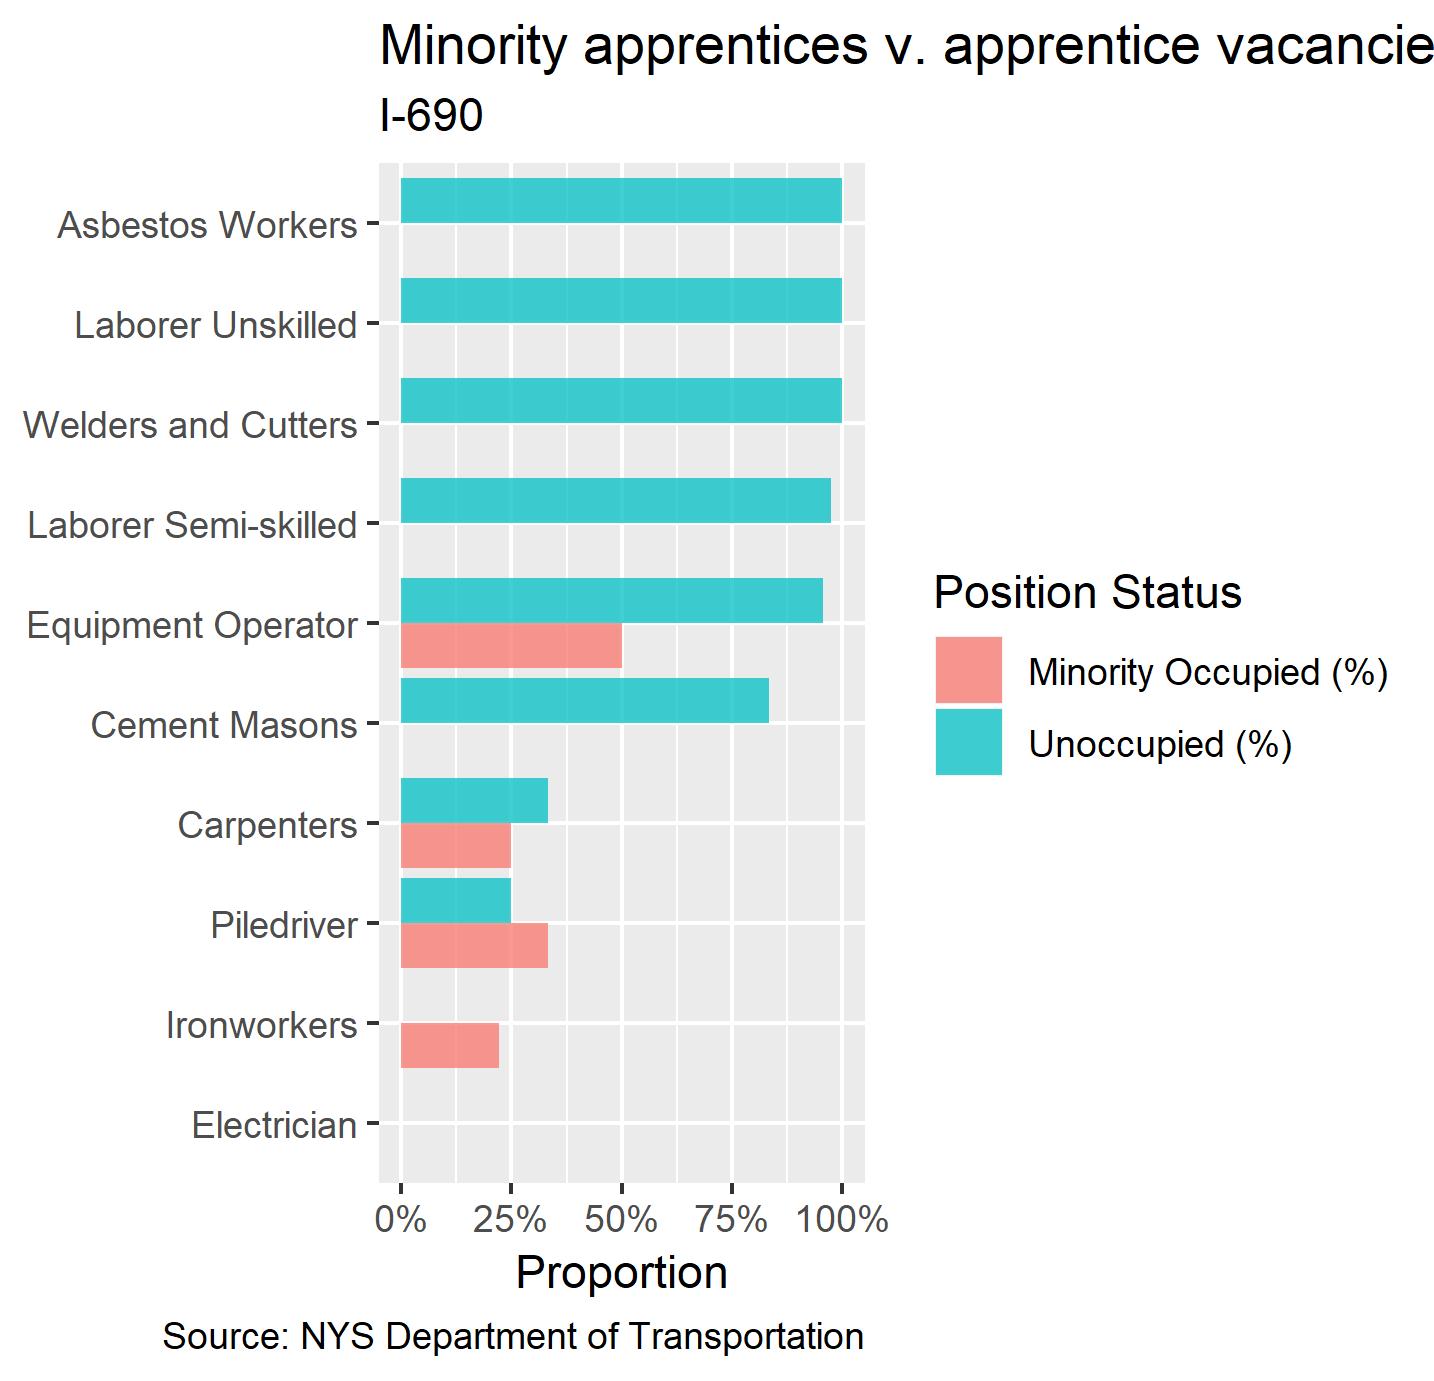 Minority apprentices v. apprentice vacancie
I-690
Asbestos Workers
Laborer Unskilled
Welders and Cutters
Laborer Semi-skilled
Equipment Operator
Cement Masons
Carpenters
Piledriver
Ironworkers
Electrician
0% 25% 50% 75% 100%
Proportion
Source: NYS Department of Transportation
Position Status
Minority Occupied (%)
Unoccupied (%)